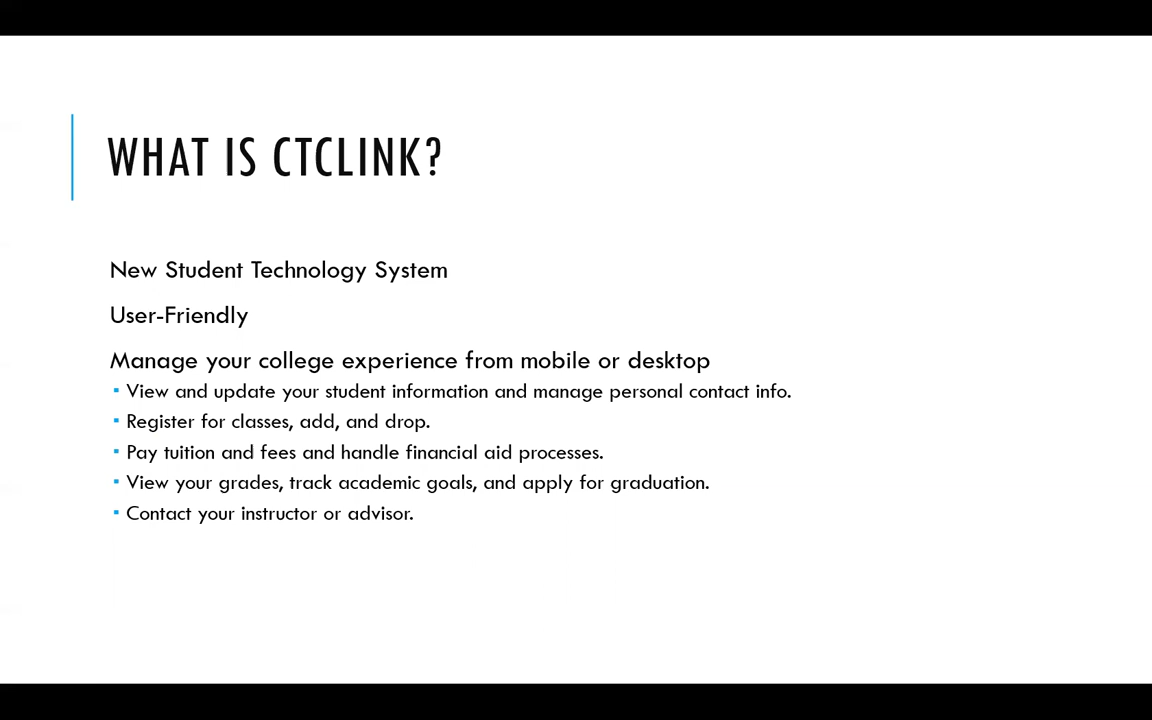 WHAT IS CTCLINK?
New Student Technology System
User-Friendly
Manage your college experience from mobile or desktop
▪ View and update your student information and manage personal contact info.
▪ Register for classes, add, and drop.
▪ Pay tuition and fees and handle financial aid processes.
▪ View your grades, track academic goals, and apply for graduation.
▪ Contact your instructor or advisor.